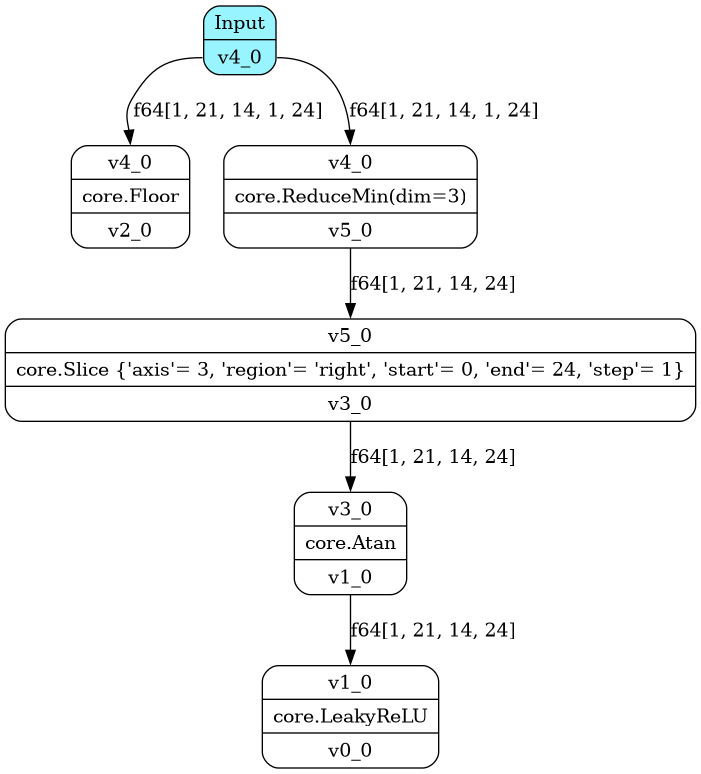 Input
v4_0
f64[1, 21, 14, 1, 24]
f64[1, 21, 14, 1, 24]
v4_0
core.Floor
v2_0
v4_0
core.ReduceMin(dim=3)
v5_0
f64[1, 21, 14, 24]
v5_0
core.Slice {'axis'= 3, 'region'= 'right', 'start'= 0, 'end'= 24, 'step'= 1}
v3_0
f64[1, 21, 14, 24]
v3_0
core.Atan
v1_0
f64[1, 21, 14, 24]
v1_0
core.LeakyReLU
v0_0